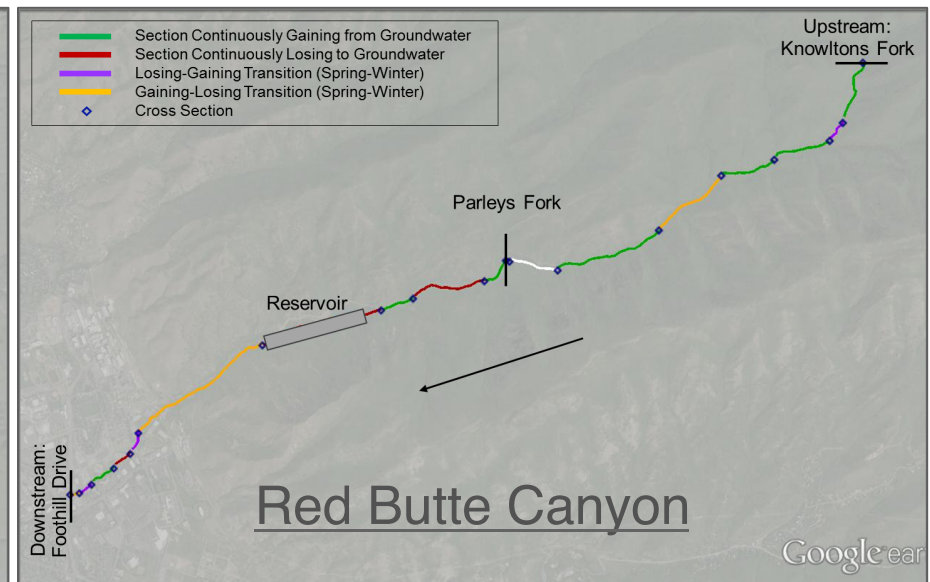 Section Continuously Gaining from Groundwater
Section Continuously Losing to Groundwater
Losing-Gaining Transition (Spring-Winter)
Gaining-Losing Transition (Spring-Winter)
Cross Section
Upstream:
Knowltons Fork
Parleys Fork
Reservoir
Downstream:
Foothill Drive
Red Butte Canyon
Google ear